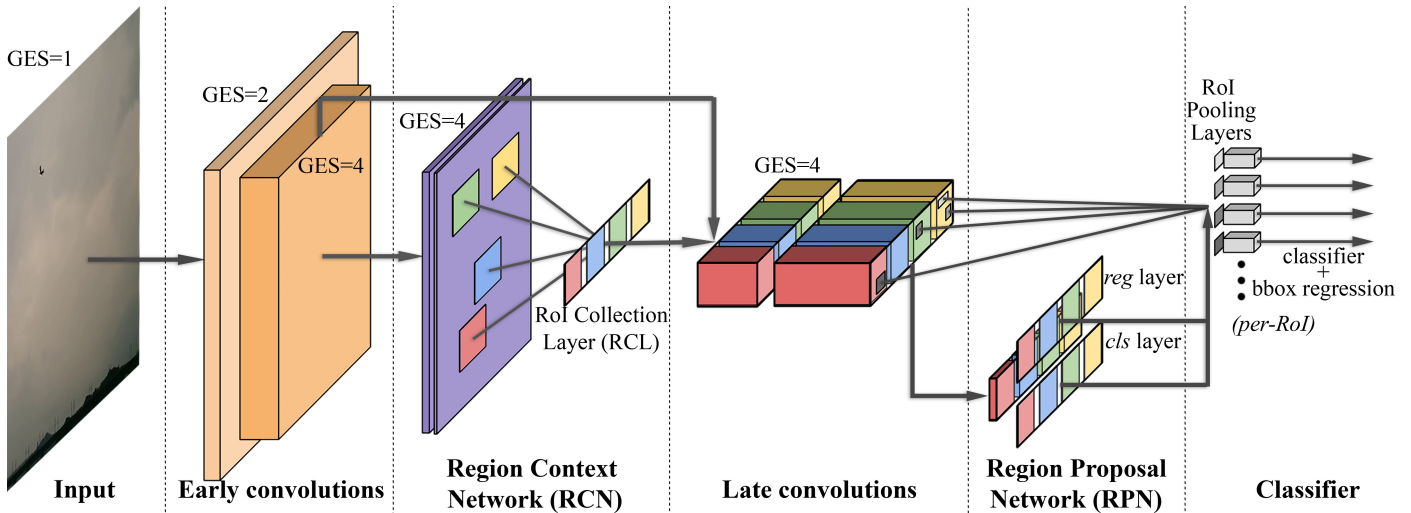 GES=1
Input
GES=2
GES=4
Early convolutions
GES=4
RoI Collection
Layer (RCL)
Region Context
Network (RCN)
GES=4
Late convolutions
reg layer
cls layer
Region Proposal
Network (RPN)
RoI
Pooling
Layers
classifier
+
bbox regression
(per-RoI)
Classifier